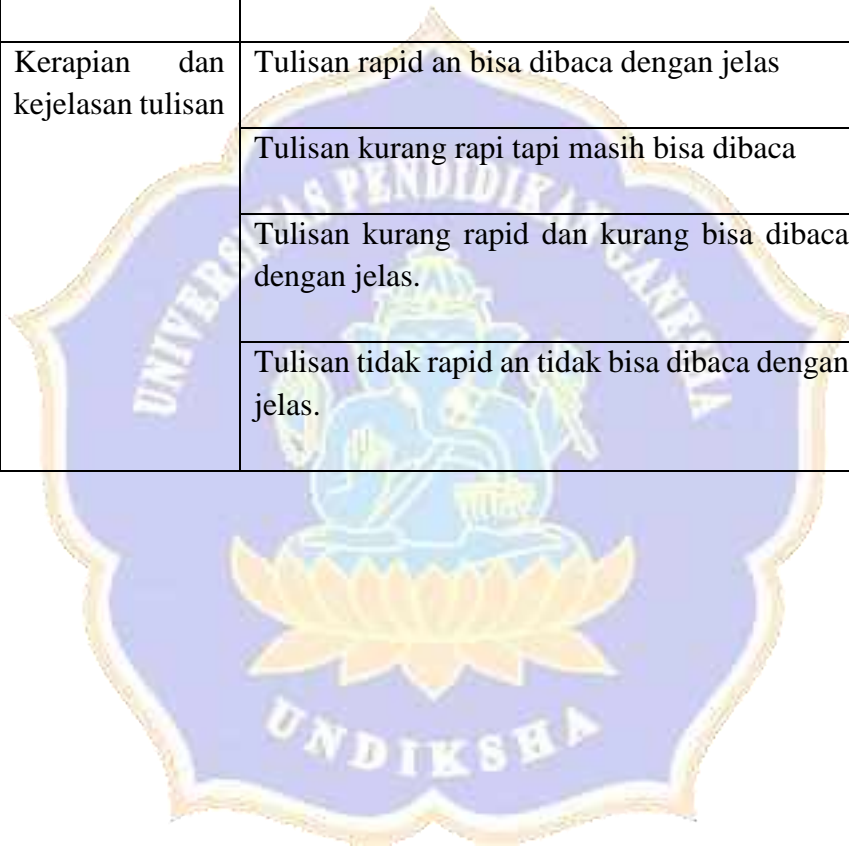 Kerapian dan
kejelasan tulisan
Tulisan rapid an bisa dibaca dengan jelas
Tulisan kurang rapi tapi masih bisa dibaca
Tulisan kurang rapid dan kurang bisa dibaca
dengan jelas.
Tulisan tidak rapid an tidak bisa dibaca dengan
jelas.
UNIVERSITAS PENDIDIKAN GANESHA
UNDIKSHA